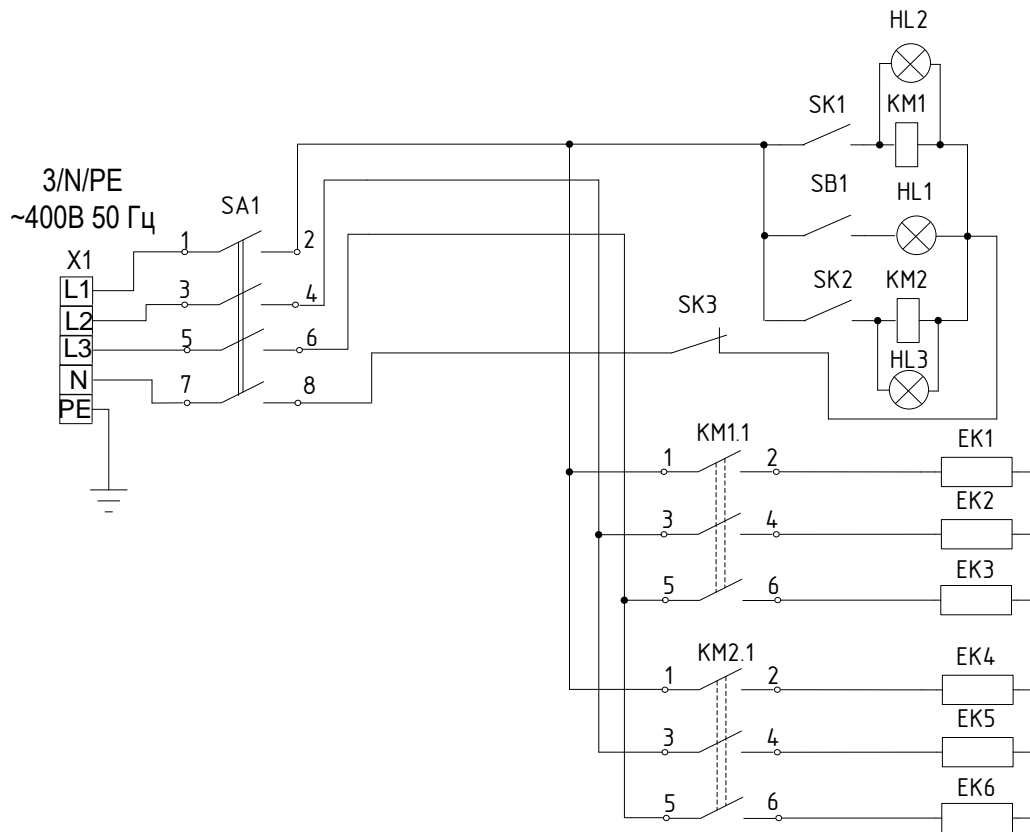 HL2
SK1
KM1
3/N/PE
~400В 50 Гц
SA1
SB1
HL1
X1
1
2
L1
SK2
KM2
3
4
L2
SK3
5
6
L3
HL3
N
7
8
PE
KM1.1
EK1
1
2
EK2
3
4
EK3
5
6
KM2.1
EK4
1
2
EK5
3
4
EK6
5
6